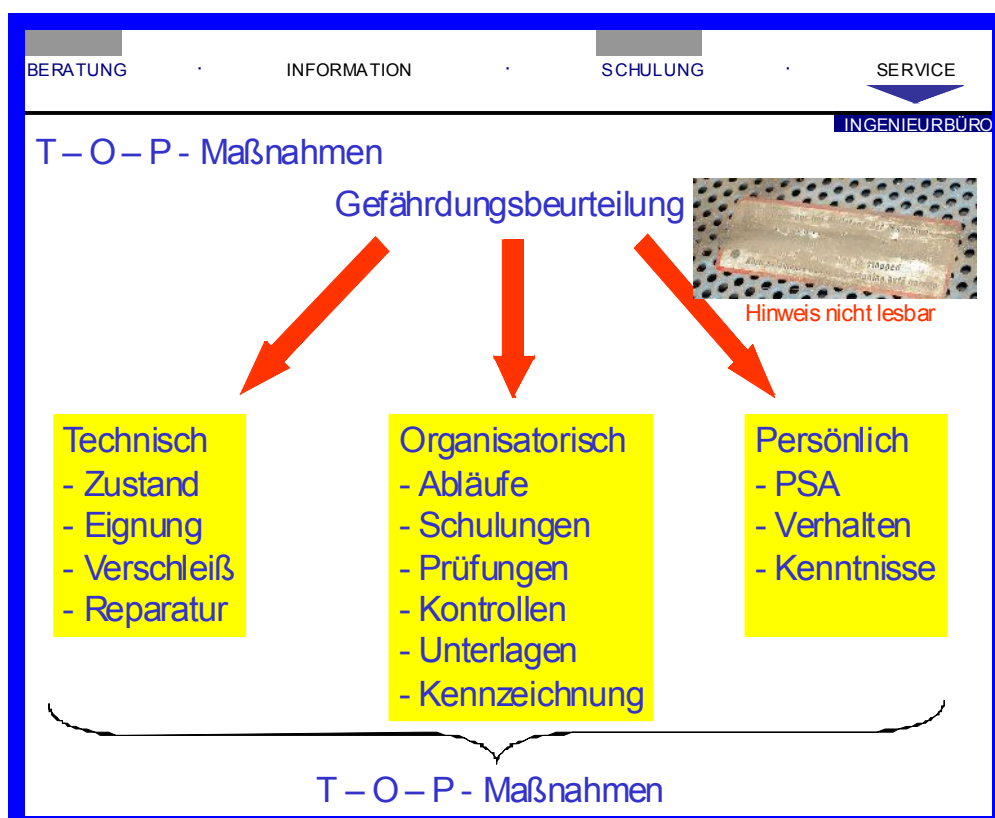 BERATUNG · INFORMATION · SCHULUNG · SERVICE
INGENIEURBÜRO
T – O – P - Maßnahmen
Gefährdungsbeurteilung
Hinweis nicht lesbar
Technisch
- Zustand
- Eignung
- Verschleiß
- Reparatur
Organisatorisch
- Abläufe
- Schulungen
- Prüfungen
- Kontrollen
- Unterlagen
- Kennzeichnung
Persönlich
- PSA
- Verhalten
- Kenntnisse
T – O – P - Maßnahmen